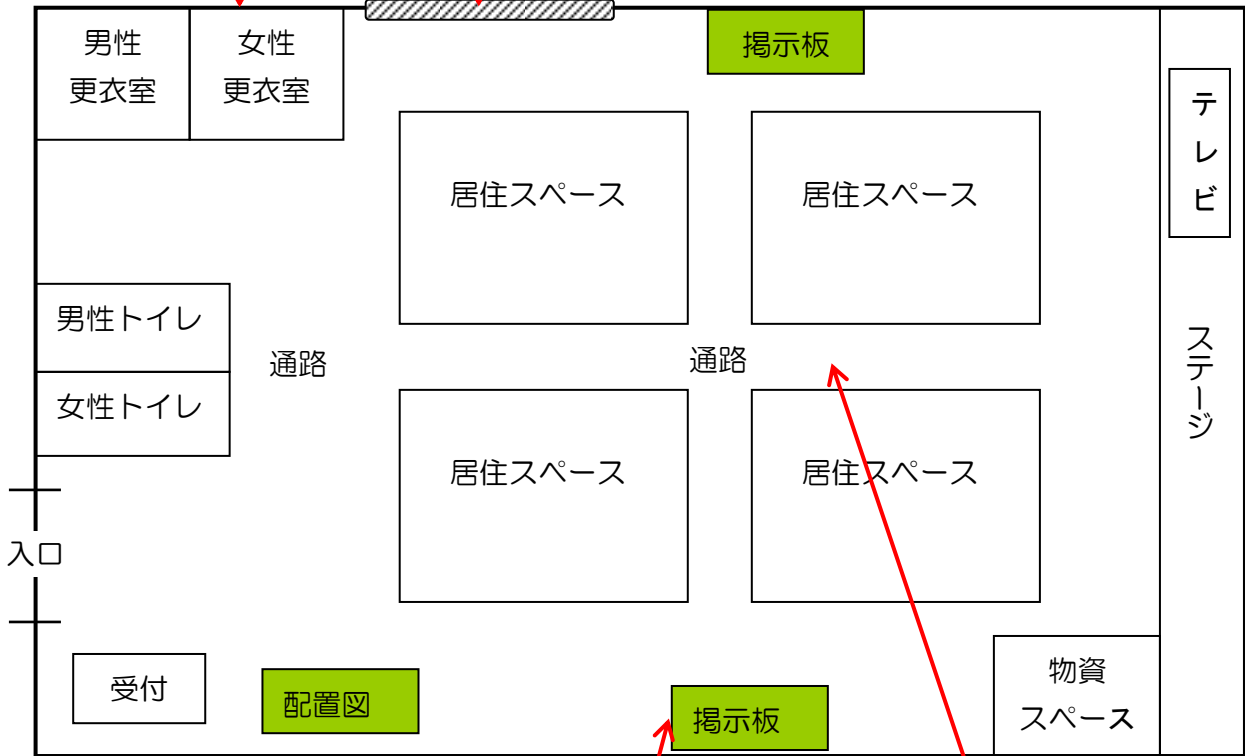 男性
更衣室
女性
更衣室
掲示板
テレビ
居住スペース
居住スペース
男性トイレ
女性トイレ
通路
通路
ステージ
居住スペース
居住スペース
入口
受付
配置図
掲示板
物資
スペース